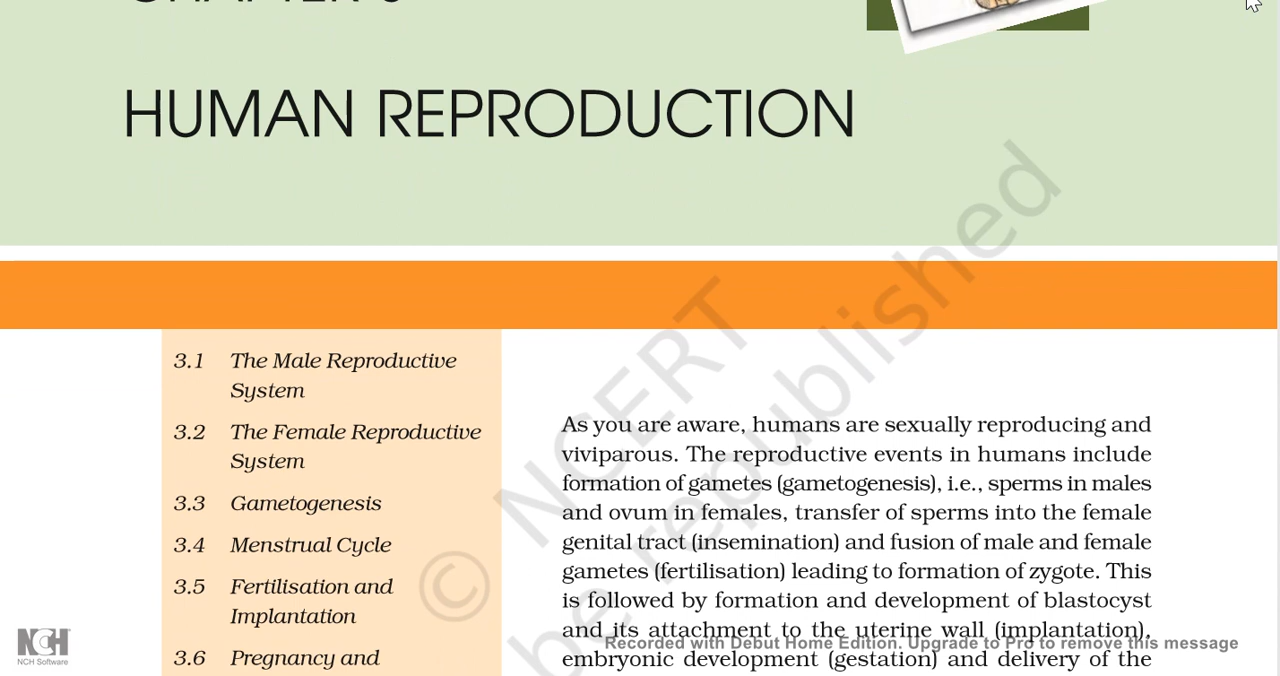 HUMAN REPRODUCTION
3.1 The Male Reproductive
System
3.2 The Female Reproductive
System
3.3 Gametogenesis
3.4 Menstrual Cycle
3.5 Fertilisation and
Implantation
3.6 Pregnancy and
As you are aware, humans are sexually reproducing and
viviparous. The reproductive events in humans include
formation of gametes (gametogenesis), i.e., sperms in males
and ovum in females, transfer of sperms into the female
genital tract (insemination) and fusion of male and female
gametes (fertilisation) leading to formation of zygote. This
is followed by formation and development of blastocyst
and its attachment to the uterine wall (implantation),
embryonic development (gestation) and delivery of the
© NCERT
be republished
NCH
NCH Software
Recorded with Debut Home Edition. Upgrade to Pro to remove this message